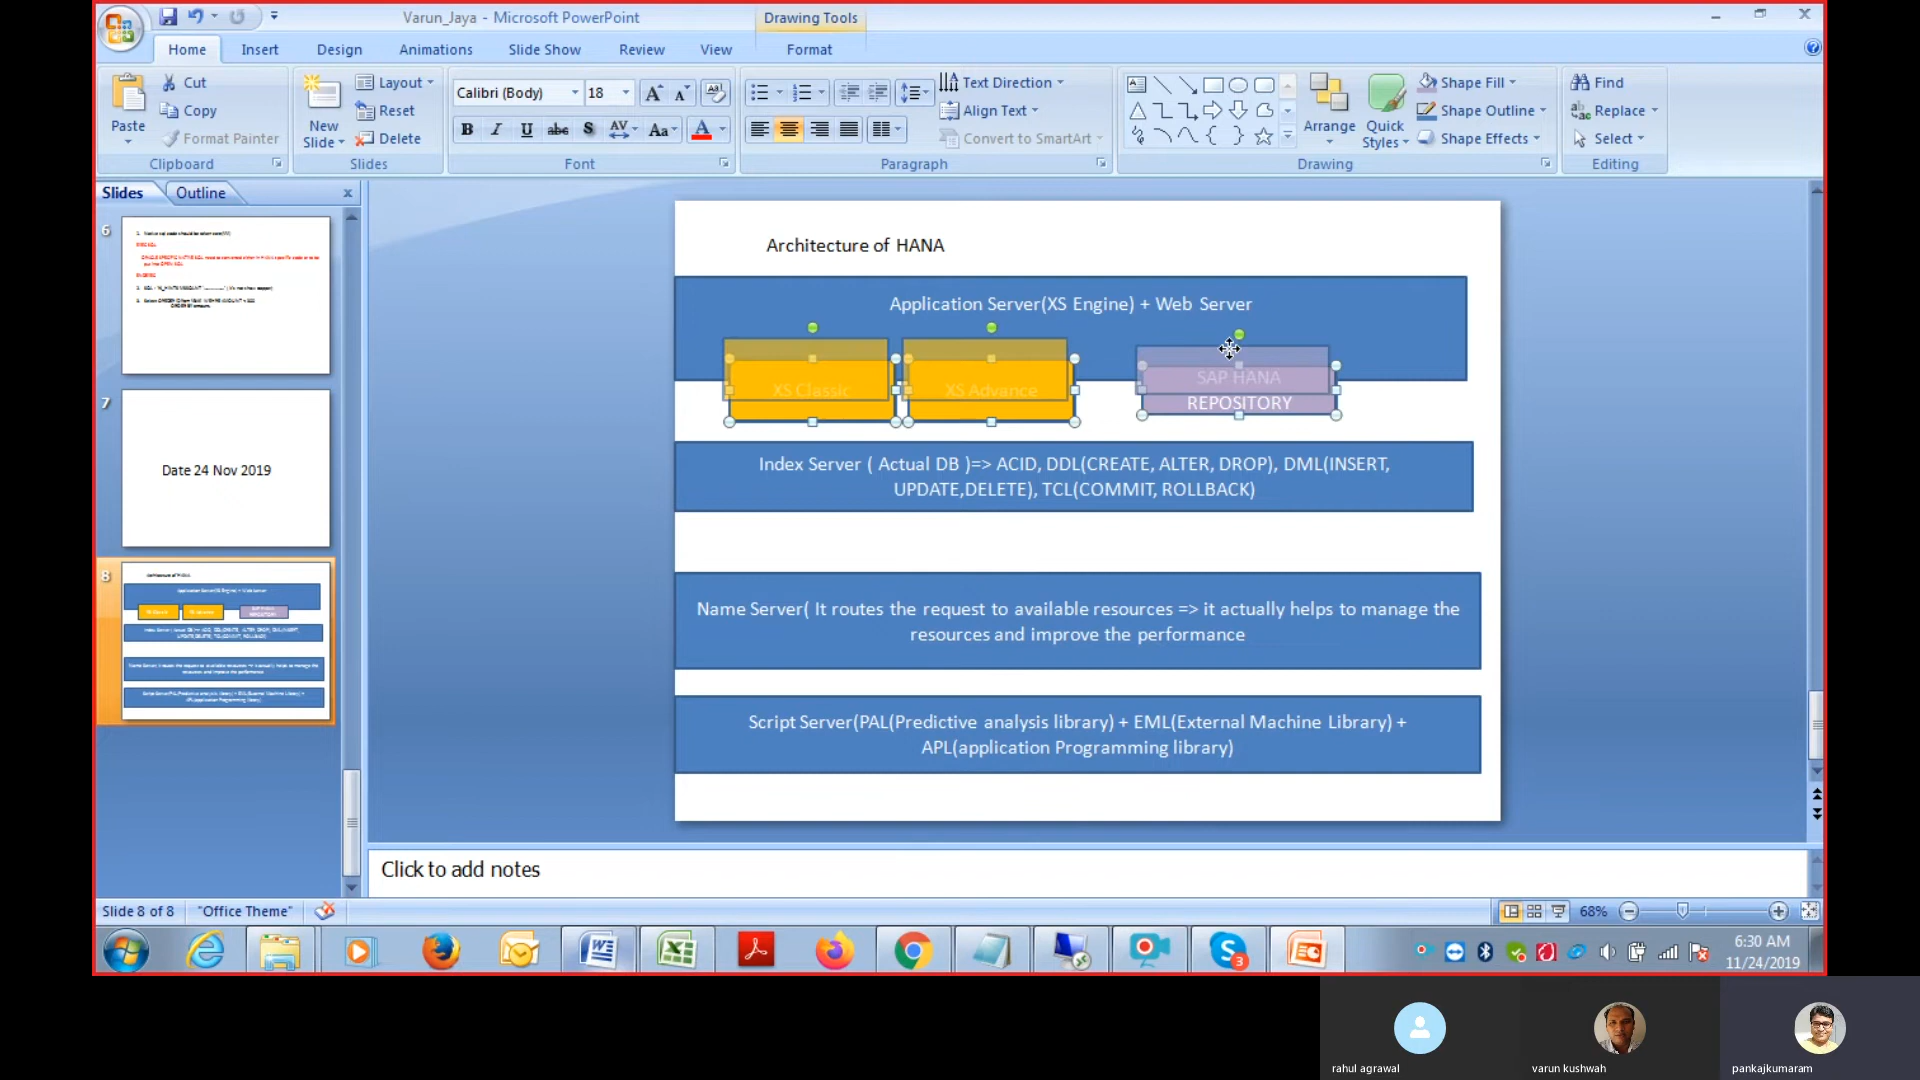 Varun_Jaya - Microsoft PowerPoint
Drawing Tools
Home
Insert
Design
Animations
Slide Show
Review
View
Format
Paste
Cut
Copy
Format Painter
Clipboard
New
Slide
Layout
Reset
Delete
Slides
Calibri (Body)
18
Font
Text Direction
Align Text
Convert to SmartArt
Paragraph
Arrange
Quick
Styles
Shape Fill
Shape Outline
Shape Effects
Drawing
Find
Replace
Select
Editing
Slides
Outline
6
7
Date 24 Nov 2019
8
Architecture of HANA
Application Server(XS Engine) + Web Server
XS Classic
XS Advance
SAP HANA
REPOSITORY
Index Server ( Actual DB )=> ACID, DDL(CREATE, ALTER, DROP), DML(INSERT,
UPDATE,DELETE), TCL(COMMIT, ROLLBACK)
Name Server( It routes the request to available resources => it actually helps to manage the
resources and improve the performance
Script Server(PAL(Predictive analysis library) + EML(External Machine Library) +
APL(application Programming library)
Click to add notes
Slide 8 of 8
"Office Theme"
68%
6:30 AM
11/24/2019
rahul agrawal
varun kushwah
pankajkumaram